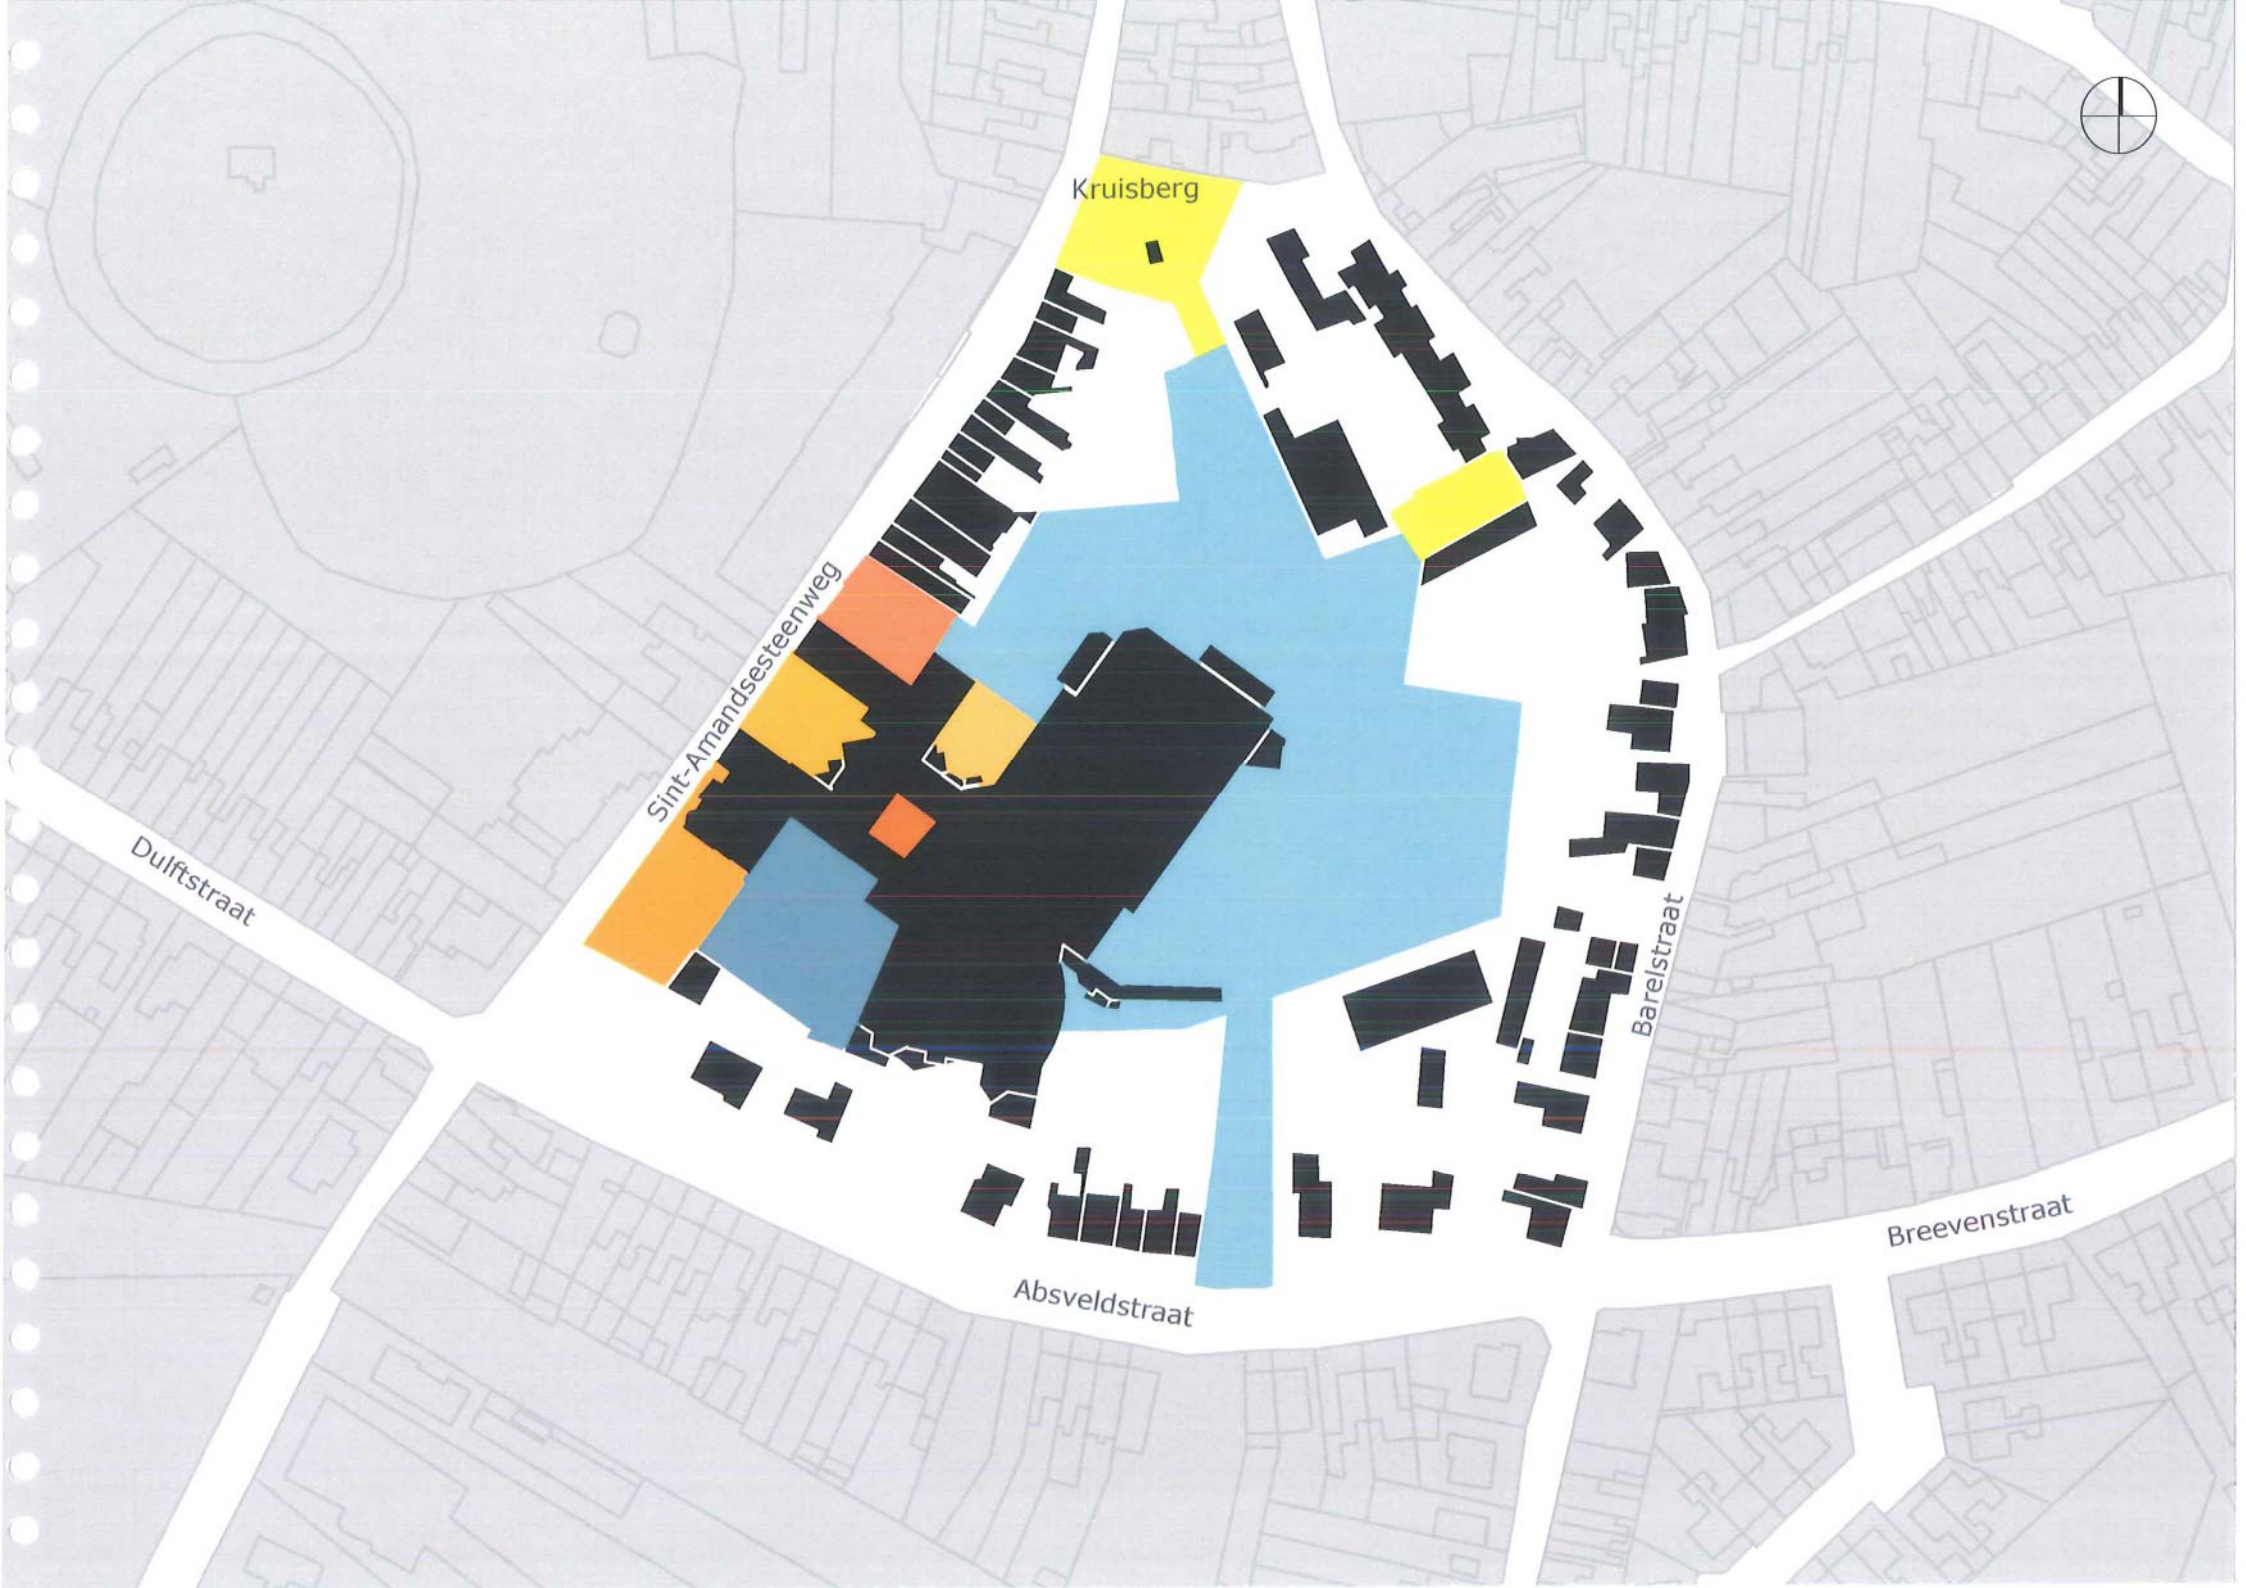 Kruisberg
Sint-Amandsesteenweg
Dulftstraat
Barelstraat
Breevenstraat
Absveldstraat